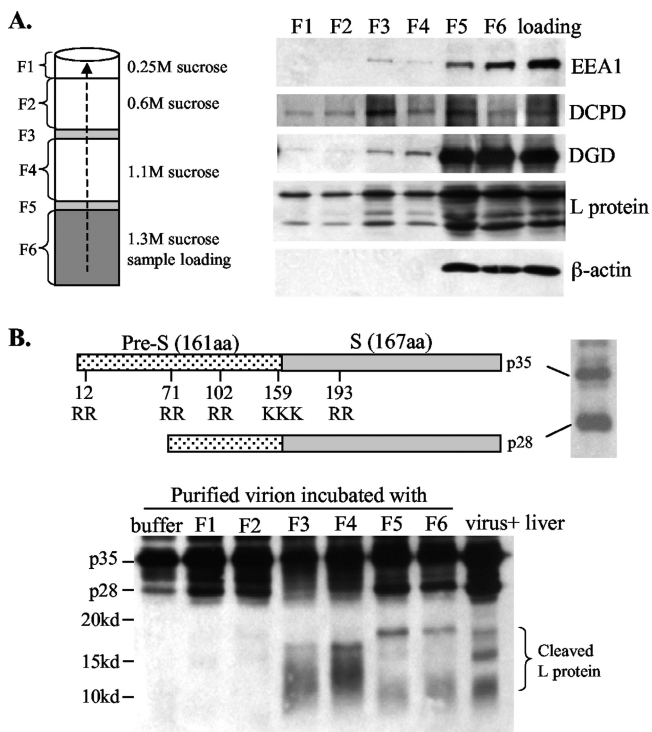 A.
F1 0.25M sucrose
F2 0.6M sucrose
F3
F4 1.1M sucrose
F5
F6 1.3M sucrose
sample loading
F1 F2 F3 F4 F5 F6 loading
EEA1
DCPD
DGD
L protein
β-actin
B.
Pre-S (161aa) S (167aa)
p35
12 71 102 159 193
RR RR RR KKK RR
p28
Purified virion incubated with
buffer F1 F2 F3 F4 F5 F6 virus+ liver
p35
p28
20kd
15kd
10kd
Cleaved
L protein